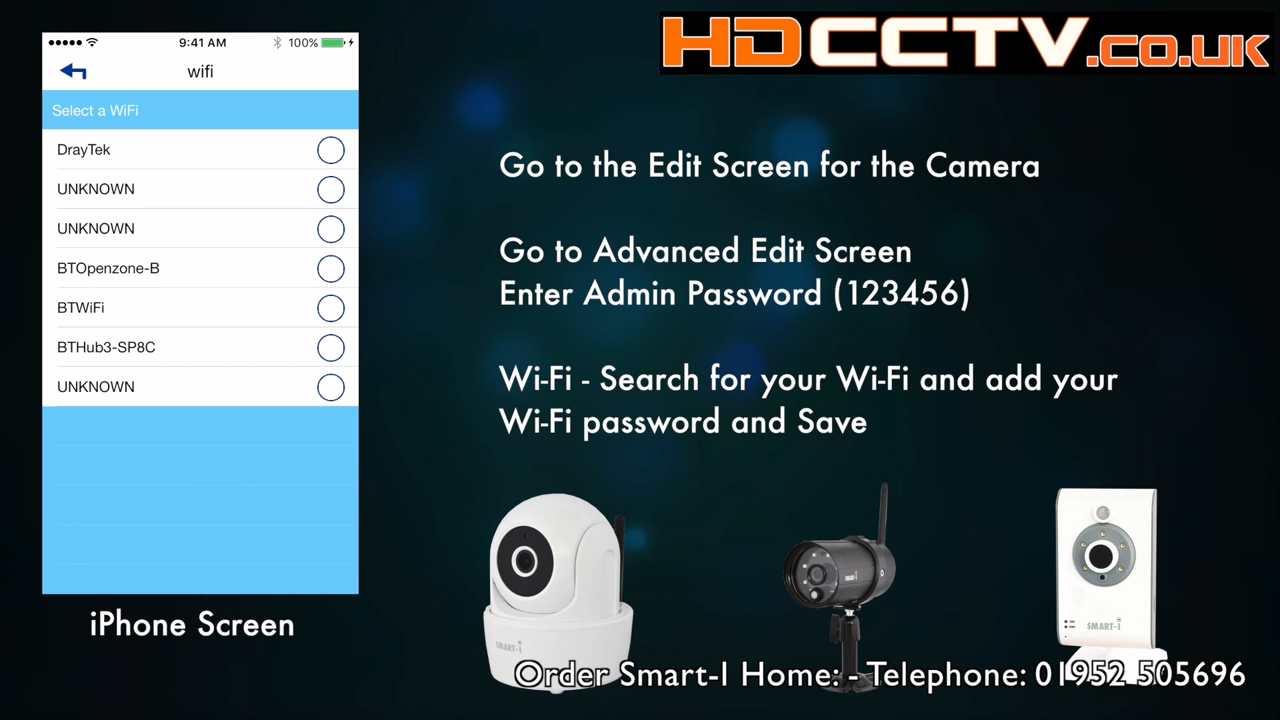 9:41 AM
100%
wifi
Select a WiFi
DrayTek
UNKNOWN
UNKNOWN
BTOpenzone-B
BTWiFi
BTHub3-SP8C
UNKNOWN
iPhone Screen
HDCCTV.co.uk
Go to the Edit Screen for the Camera
Go to Advanced Edit Screen
Enter Admin Password (123456)
Wi-Fi - Search for your Wi-Fi and add your
Wi-Fi password and Save
SMART-I
SMART-I
SMART-I
Order Smart-I Home: - Telephone: 01952 505696